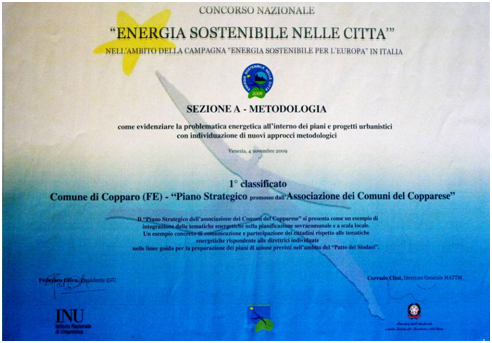 CONCORSO NAZIONALE
"ENERGIA SOSTENIBILE NELLE CITTA'"
NELL'AMBITO DELLA CAMPAGNA "ENERGIA SOSTENIBILE PER L'EUROPA" IN ITALIA
SEZIONE A - METODOLOGIA
come evidenziare la problematica energetica all'interno dei piani e progetti urbanistici
con individuazione di nuovi approcci metodologici
Venezia, 4 novembre 2009
1° classificato
Comune di Copparo (FE) - "Piano Strategico promosso dall'Associazione dei Comuni del Copparese"
Il "Piano Strategico dell'associazione dei Comuni del Copparese" si presenta come un esempio di
integrazione delle tematiche energetiche nella pianificazione sovracomunale e a scala locale.
Un esempio concreto di comunicazione e partecipazione dei cittadini rispetto alle tematiche
energetiche rispondente alle direttrici individuate
nelle linee guida per la preparazione dei piani di azione previsti nell'ambito del "Patto dei Sindaci".
Federico Oliva, Presidente INU
Corrado Clini, Direttore Generale MATTM
INU
Istituto Nazionale
di Urbanistica